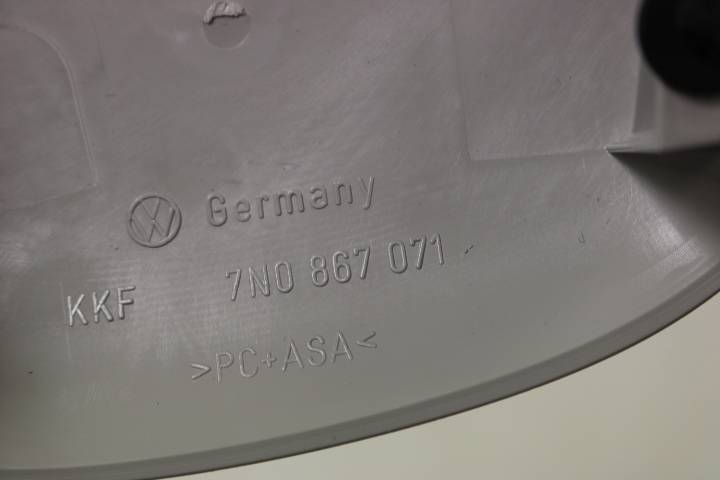 Germany
7N0 867 071
KKF
>PC+ASA<